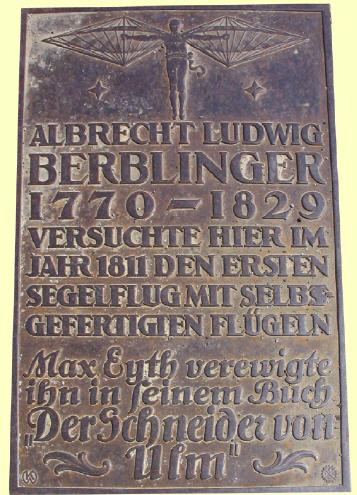 ALBRECHT LUDWIG
BERBLINGER
1770 – 1829
VERSUCHTE HIER IM
JAHR 1811 DEN ERSTEN
SEGELFLUG MIT SELBS-
GEFERTIGTEN FLÜGELN
Max Eyth verewigte
ihn in seinem Buch
„Der Schneider von
Ulm"